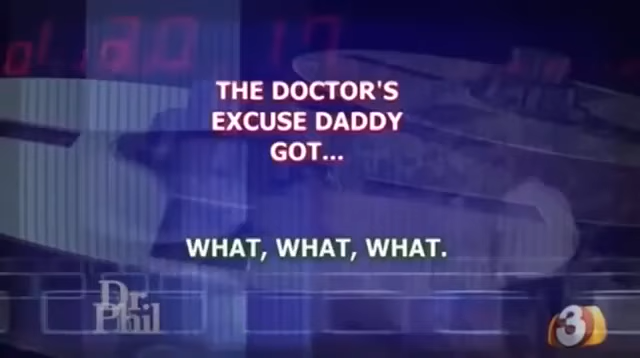 THE DOCTOR'S
EXCUSE DADDY
GOT...
WHAT, WHAT, WHAT.
Dr.
Phil
3